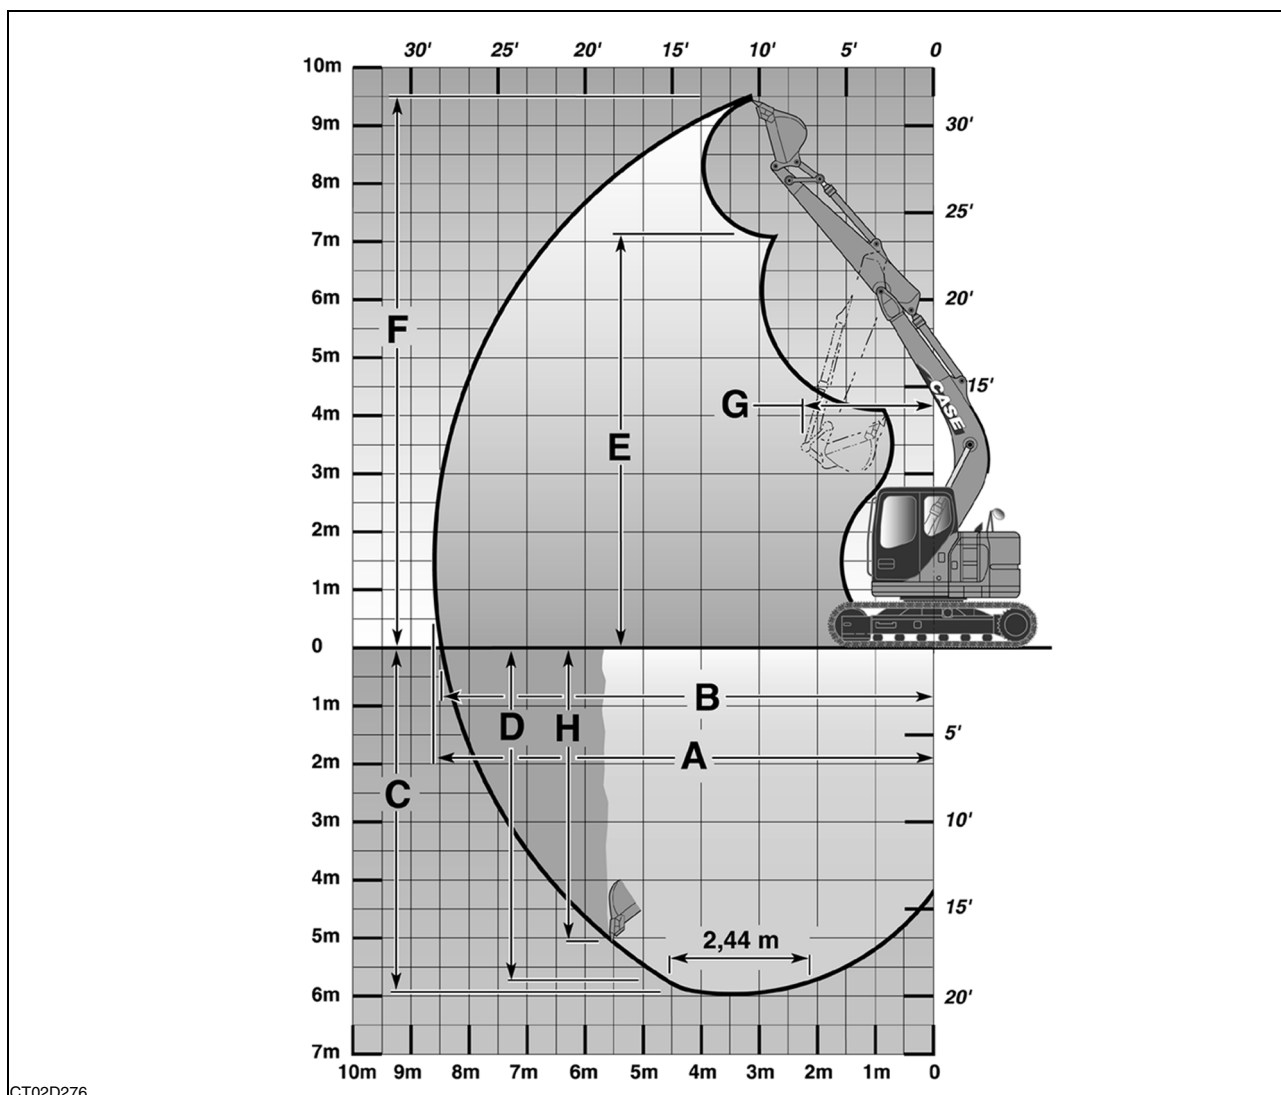 30' 25' 20' 15' 10' 5' 0
10m
9m 30'
8m
25'
7m
6m 20'
F
5m
15'
CASE
G
4m
E
3m
2m
1m
0
B
1m
D H 5'
A
2m
C
3m 10'
4m
15'
5m 2,44 m
6m 20'
7m
10m 9m 8m 7m 6m 5m 4m 3m 2m 1m 0
CT02D276